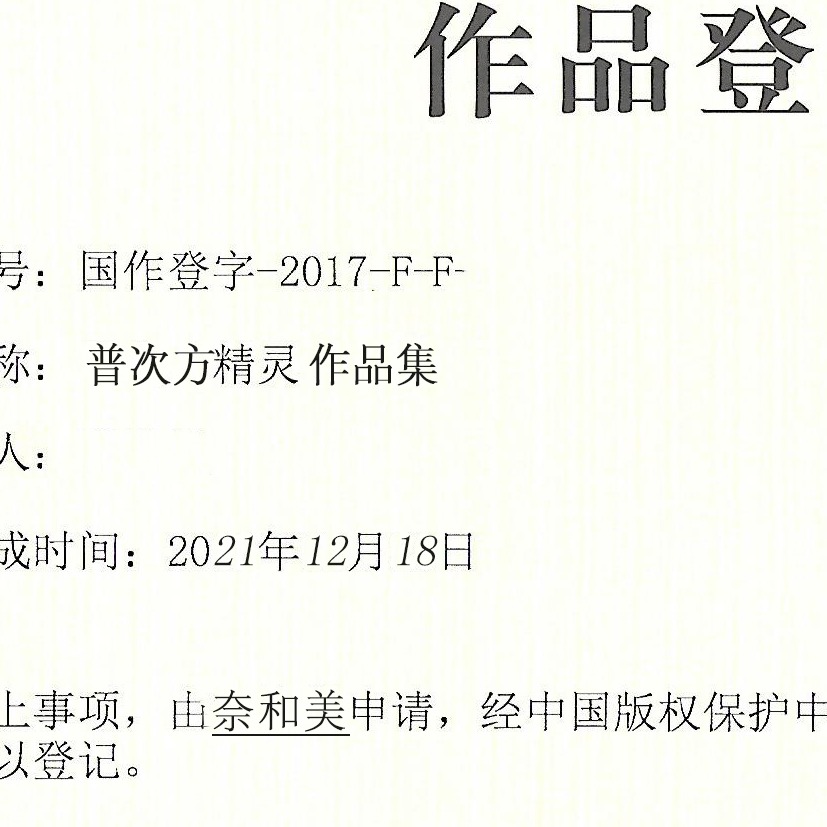 作品登
号：国作登字-2017-F-F-
称：普次方精灵 作品集
人：
成时间：2021年12月18日
上事项，由奈和美申请，经中国版权保护中
以登记。